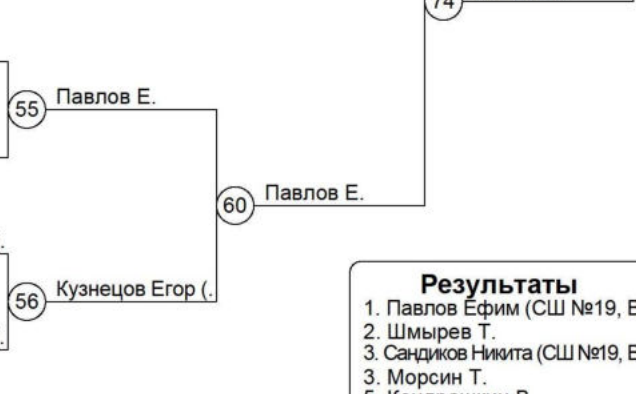 74
55 Павлов Е.
60 Павлов Е.
56 Кузнецов Егор (.
Результаты
1. Павлов Ефим (СШ №19, В
2. Шмырев Т.
3. Сандиков Никита (СШ №19, В
3. Морсин Т.